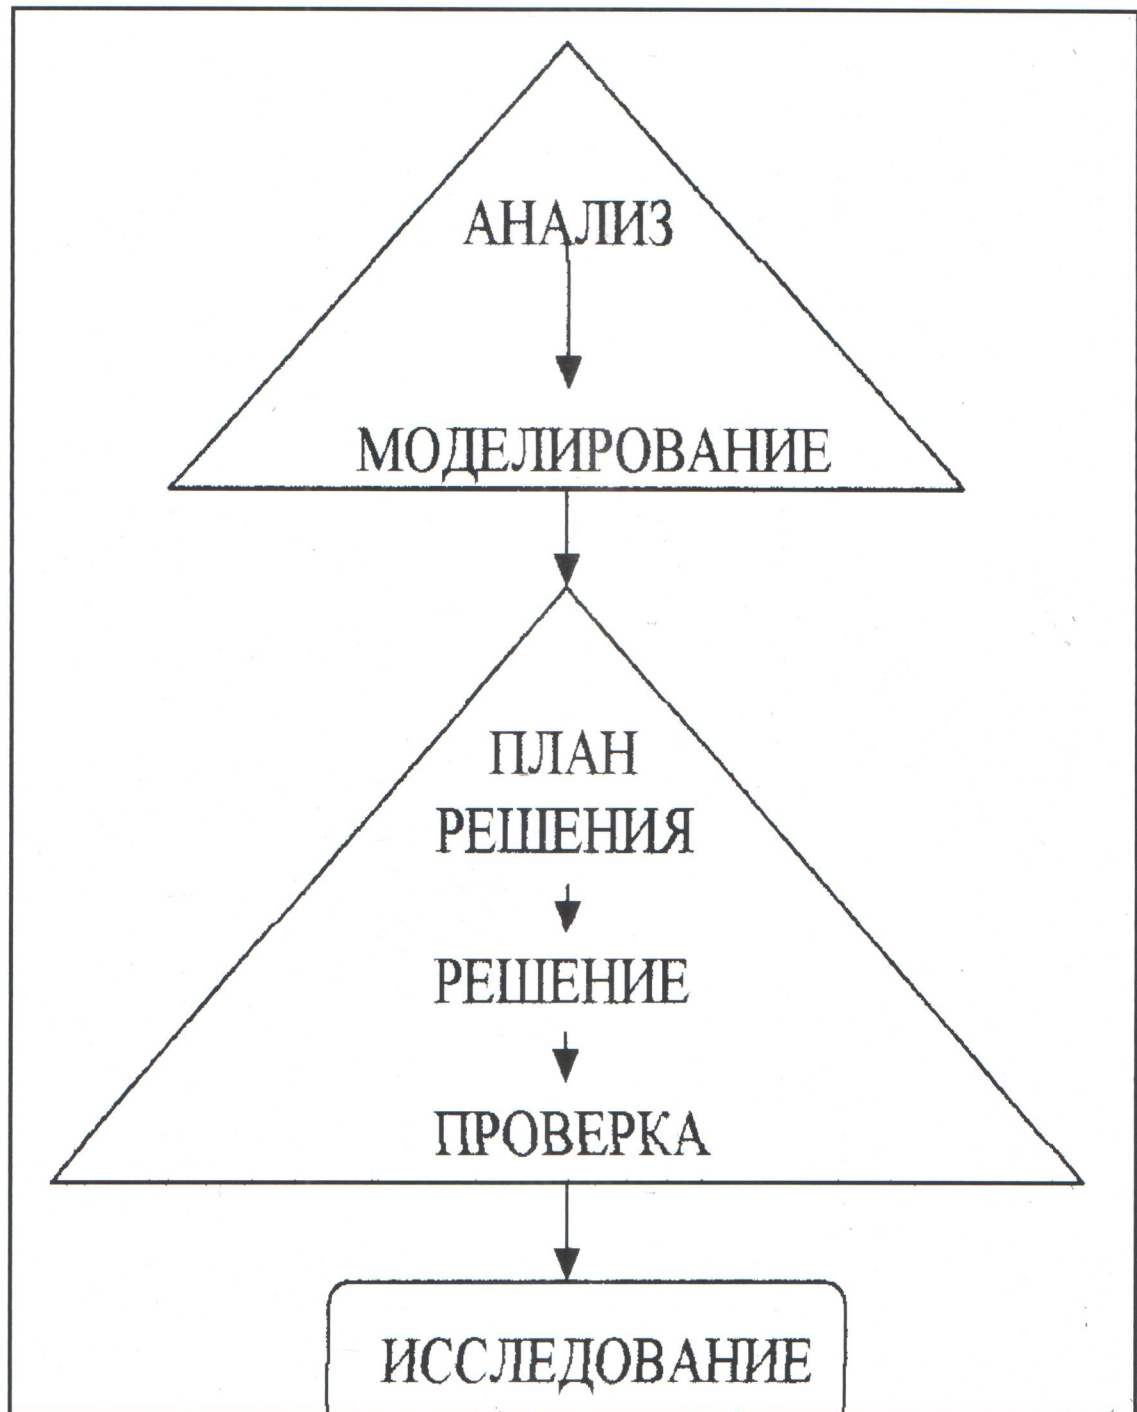 АНАЛИЗ
МОДЕЛИРОВАНИЕ
ПЛАН
РЕШЕНИЯ
РЕШЕНИЕ
ПРОВЕРКА
ИССЛЕДОВАНИЕ